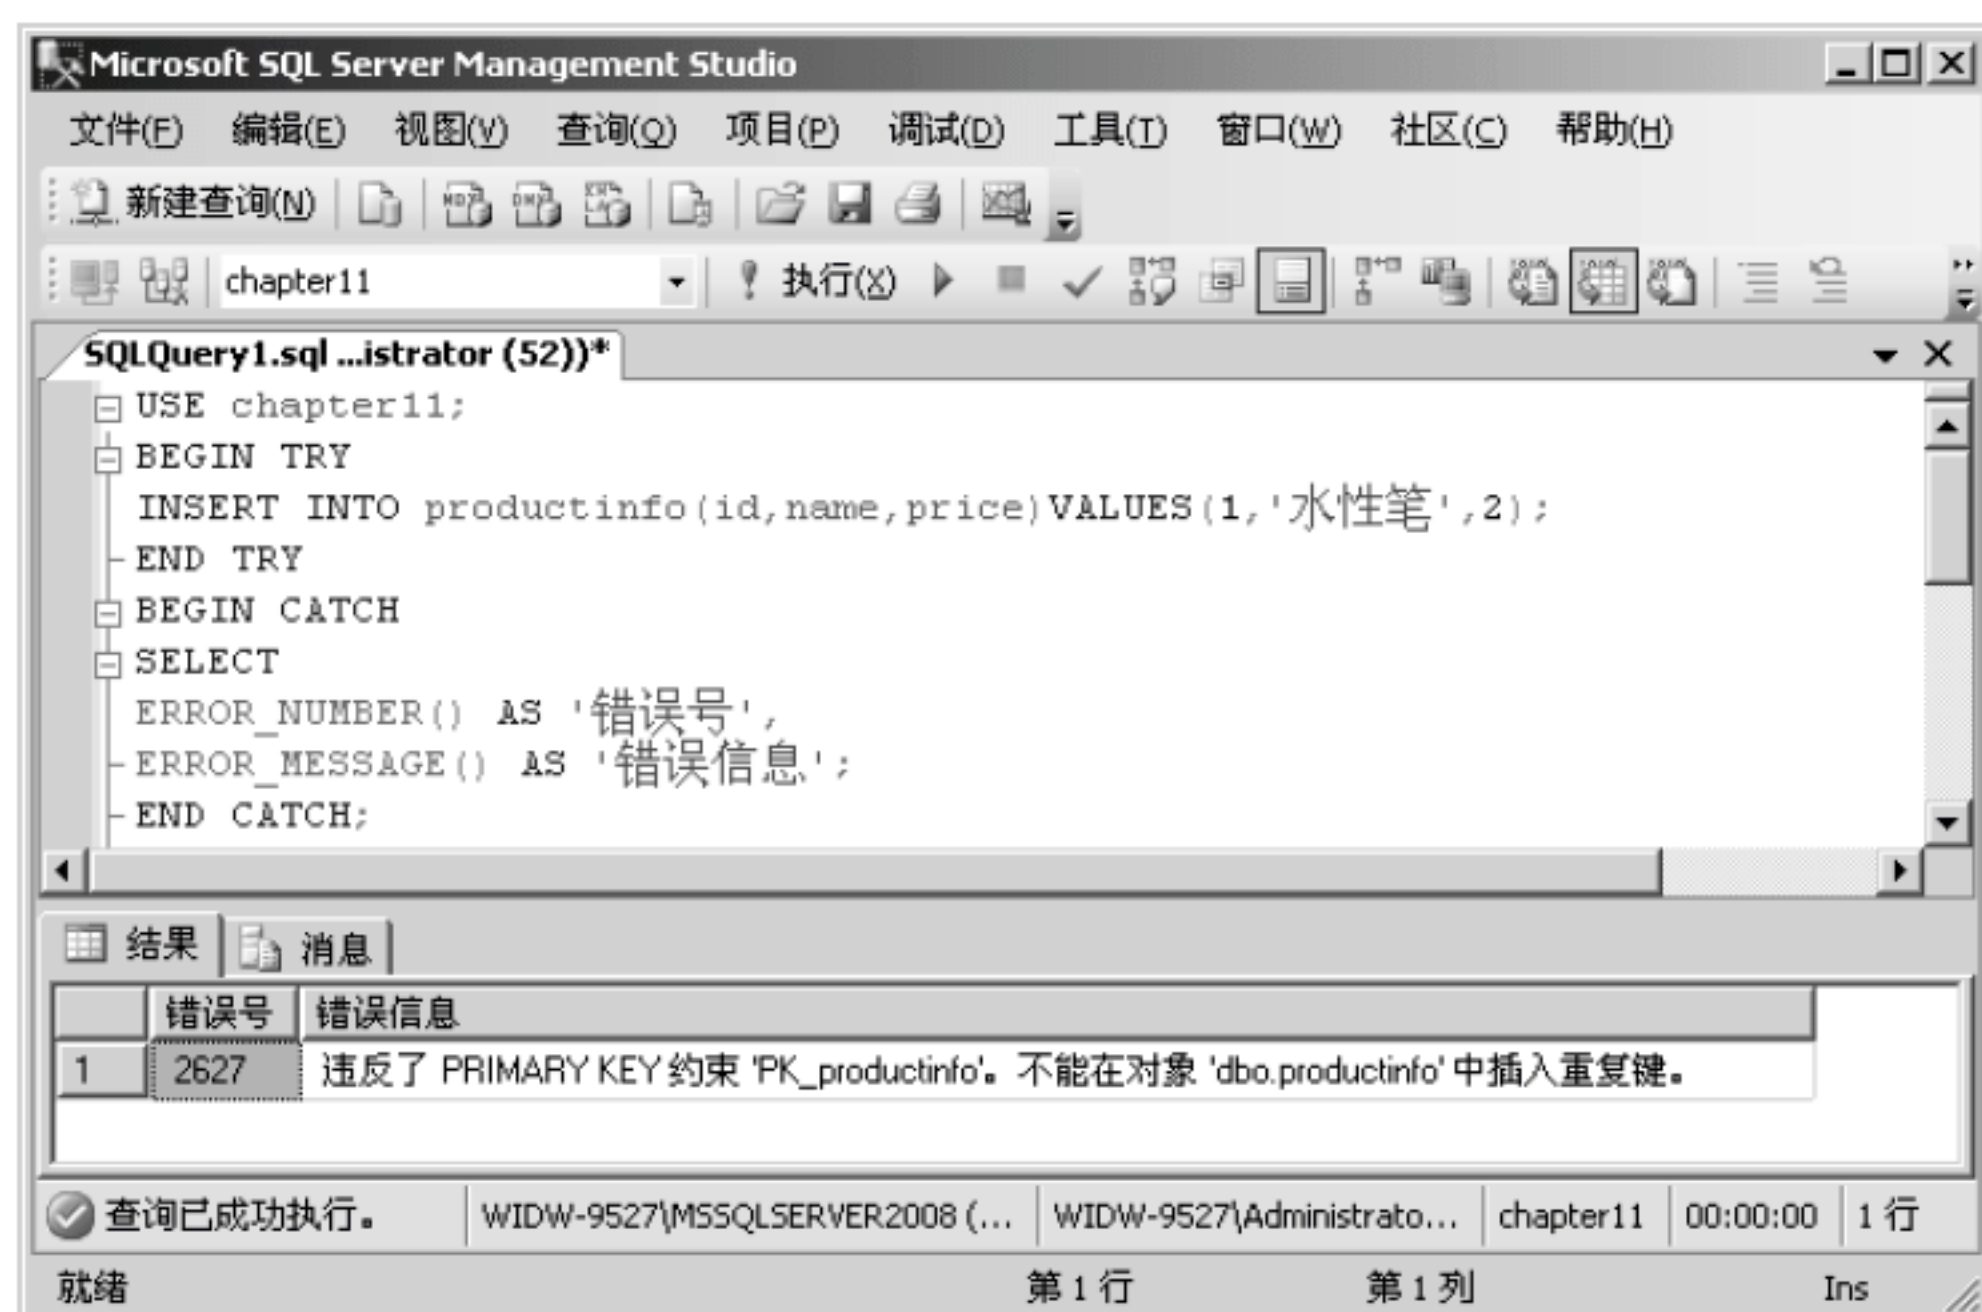 Microsoft SQL Server Management Studio
文件(F) 编辑(E) 视图(V) 查询(Q) 项目(P) 调试(D) 工具(T) 窗口(W) 社区(C) 帮助(H)
新建查询(N)
chapter11 执行(X)
SQLQuery1.sql ...istrator (52))*
USE chapter11;
BEGIN TRY
INSERT INTO productinfo(id,name,price)VALUES(1,'水性笔',2);
END TRY
BEGIN CATCH
SELECT
ERROR_NUMBER() AS '错误号',
ERROR_MESSAGE() AS '错误信息';
END CATCH;
结果 消息
错误号 错误信息
1 2627 违反了 PRIMARY KEY 约束 'PK_productinfo'。不能在对象 'dbo.productinfo' 中插入重复键。
查询已成功执行。 WIDW-9527\MSSQLSERVER2008 (... WIDW-9527\Administrato... chapter11 00:00:00 1 行
就绪 第 1 行 第 1 列 Ins